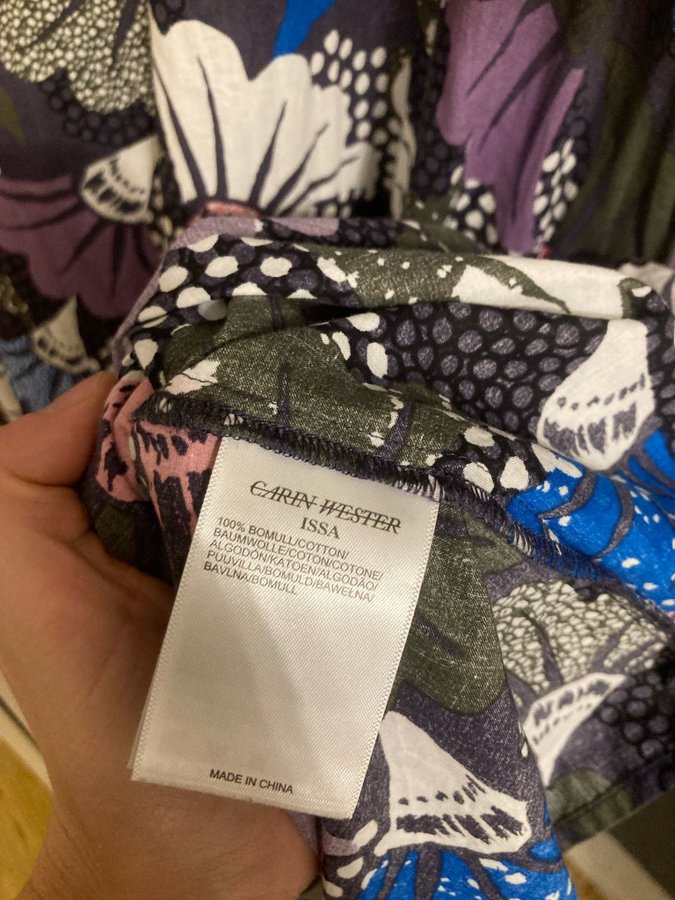 CARIN WESTER
ISSA
100% BOMULL/COTTON/
BAUMWOLLE/COTON/COTONE/
ALGODÓN/KATOEN/ALGODÃO/
PUUVILLA/BOMULD/BAWEŁNA/
BAVLNA/BOMULL
MADE IN CHINA